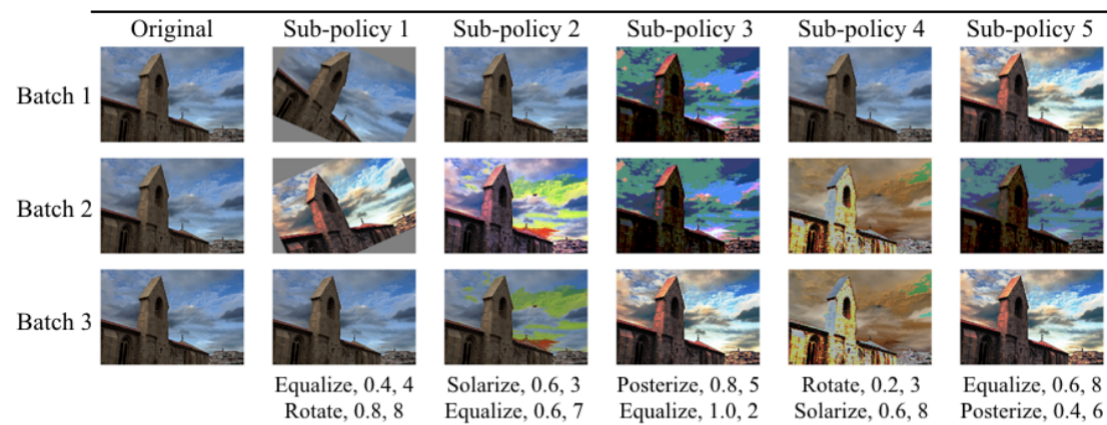 Original Sub-policy 1 Sub-policy 2 Sub-policy 3 Sub-policy 4 Sub-policy 5
Batch 1
Batch 2
Batch 3
Equalize, 0.4, 4 Solarize, 0.6, 3 Posterize, 0.8, 5 Rotate, 0.2, 3 Equalize, 0.6, 8
Rotate, 0.8, 8 Equalize, 0.6, 7 Equalize, 1.0, 2 Solarize, 0.6, 8 Posterize, 0.4, 6